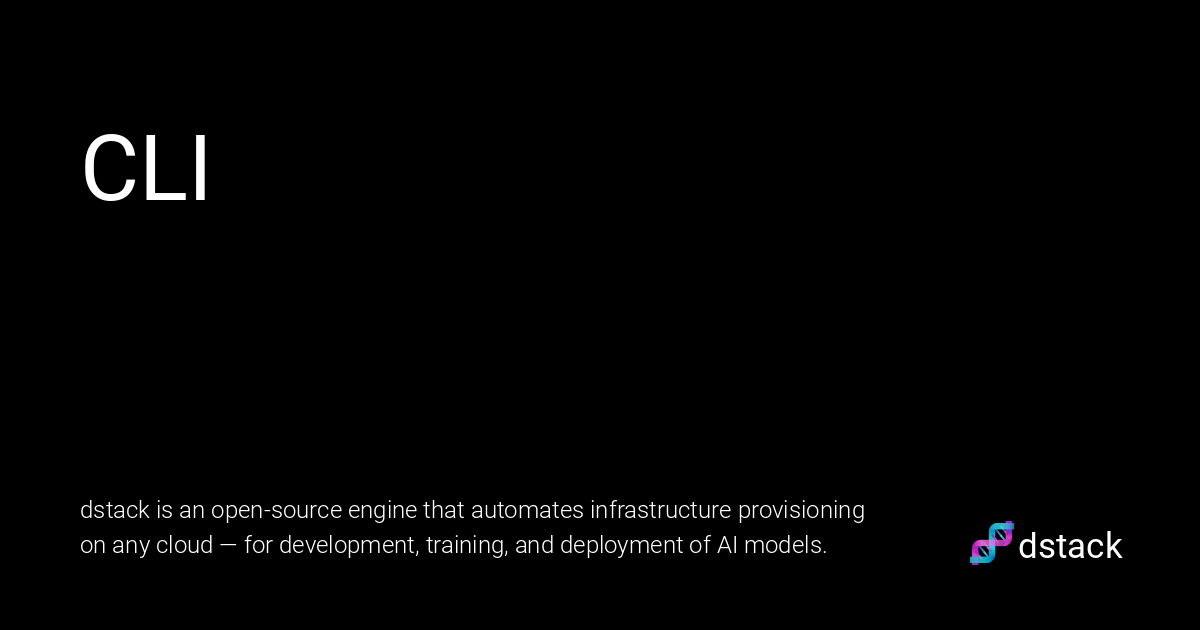 CLI
dstack is an open-source engine that automates infrastructure provisioning
on any cloud — for development, training, and deployment of AI models.
dstack